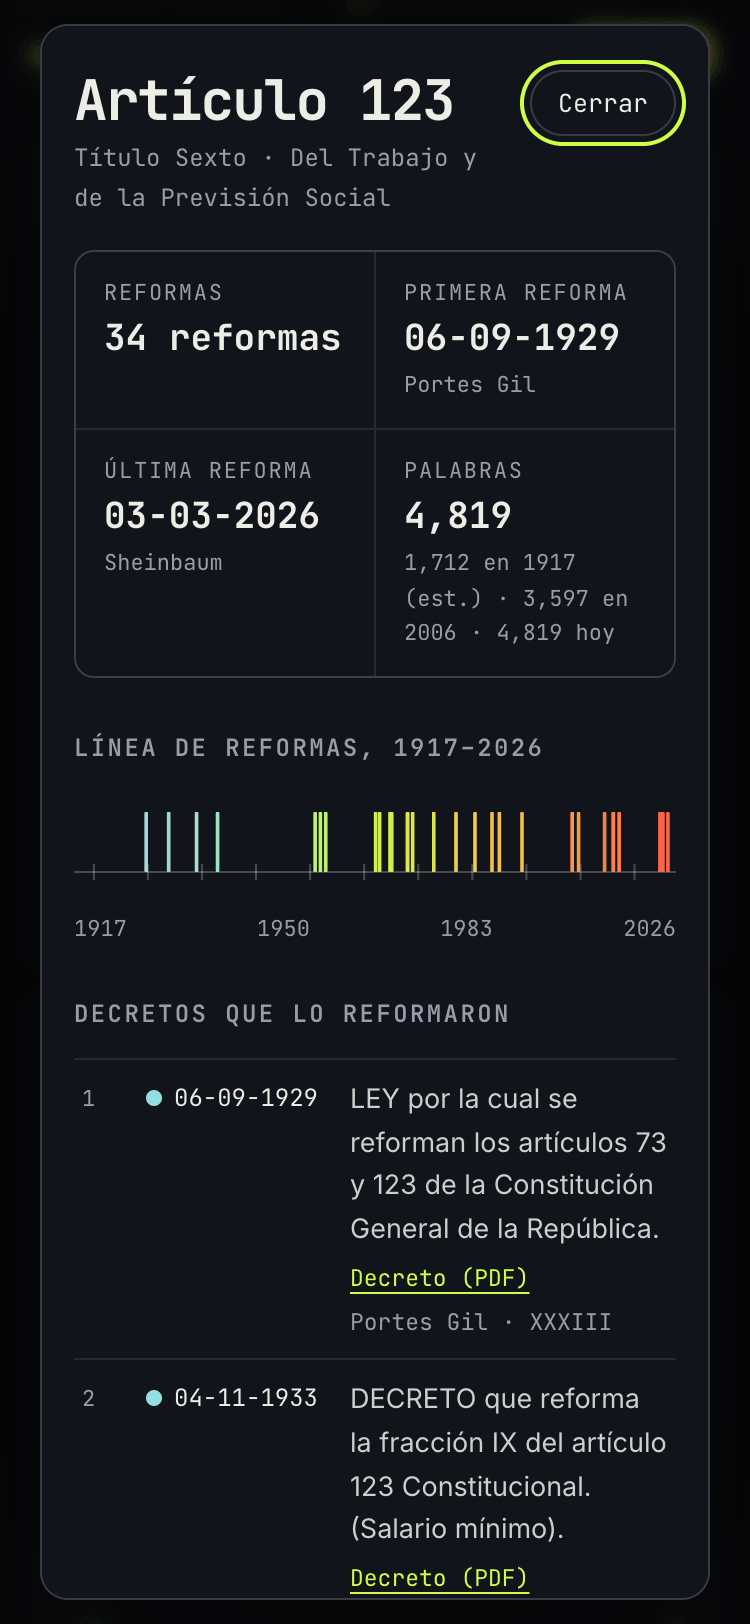 Artículo 123
Cerrar
Título Sexto · Del Trabajo y
de la Previsión Social
REFORMAS
34 reformas
PRIMERA REFORMA
06-09-1929
Portes Gil
ÚLTIMA REFORMA
03-03-2026
Sheinbaum
PALABRAS
4,819
1,712 en 1917
(est.) · 3,597 en
2006 · 4,819 hoy
LÍNEA DE REFORMAS, 1917–2026
1917 1950 1983 2026
DECRETOS QUE LO REFORMARON
1 06-09-1929 LEY por la cual se
reforman los artículos 73
y 123 de la Constitución
General de la República.
Decreto (PDF)
Portes Gil · XXXIII
2 04-11-1933 DECRETO que reforma
la fracción IX del artículo
123 Constitucional.
(Salario mínimo).
Decreto (PDF)